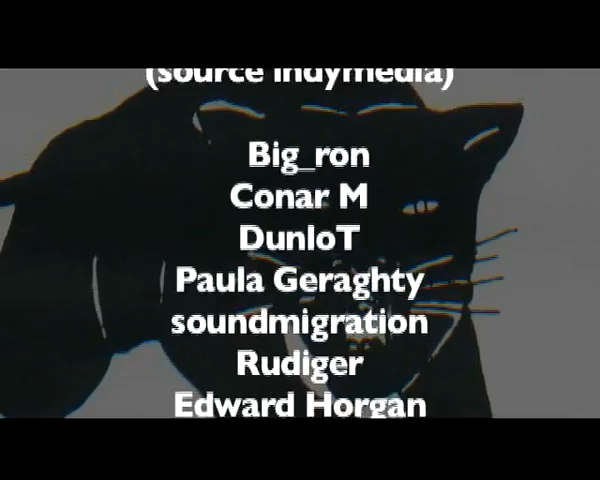 (source indymedia)
Big_ron
Conar M
DunloT
Paula Geraghty
soundmigration
Rudiger
Edward Horgan